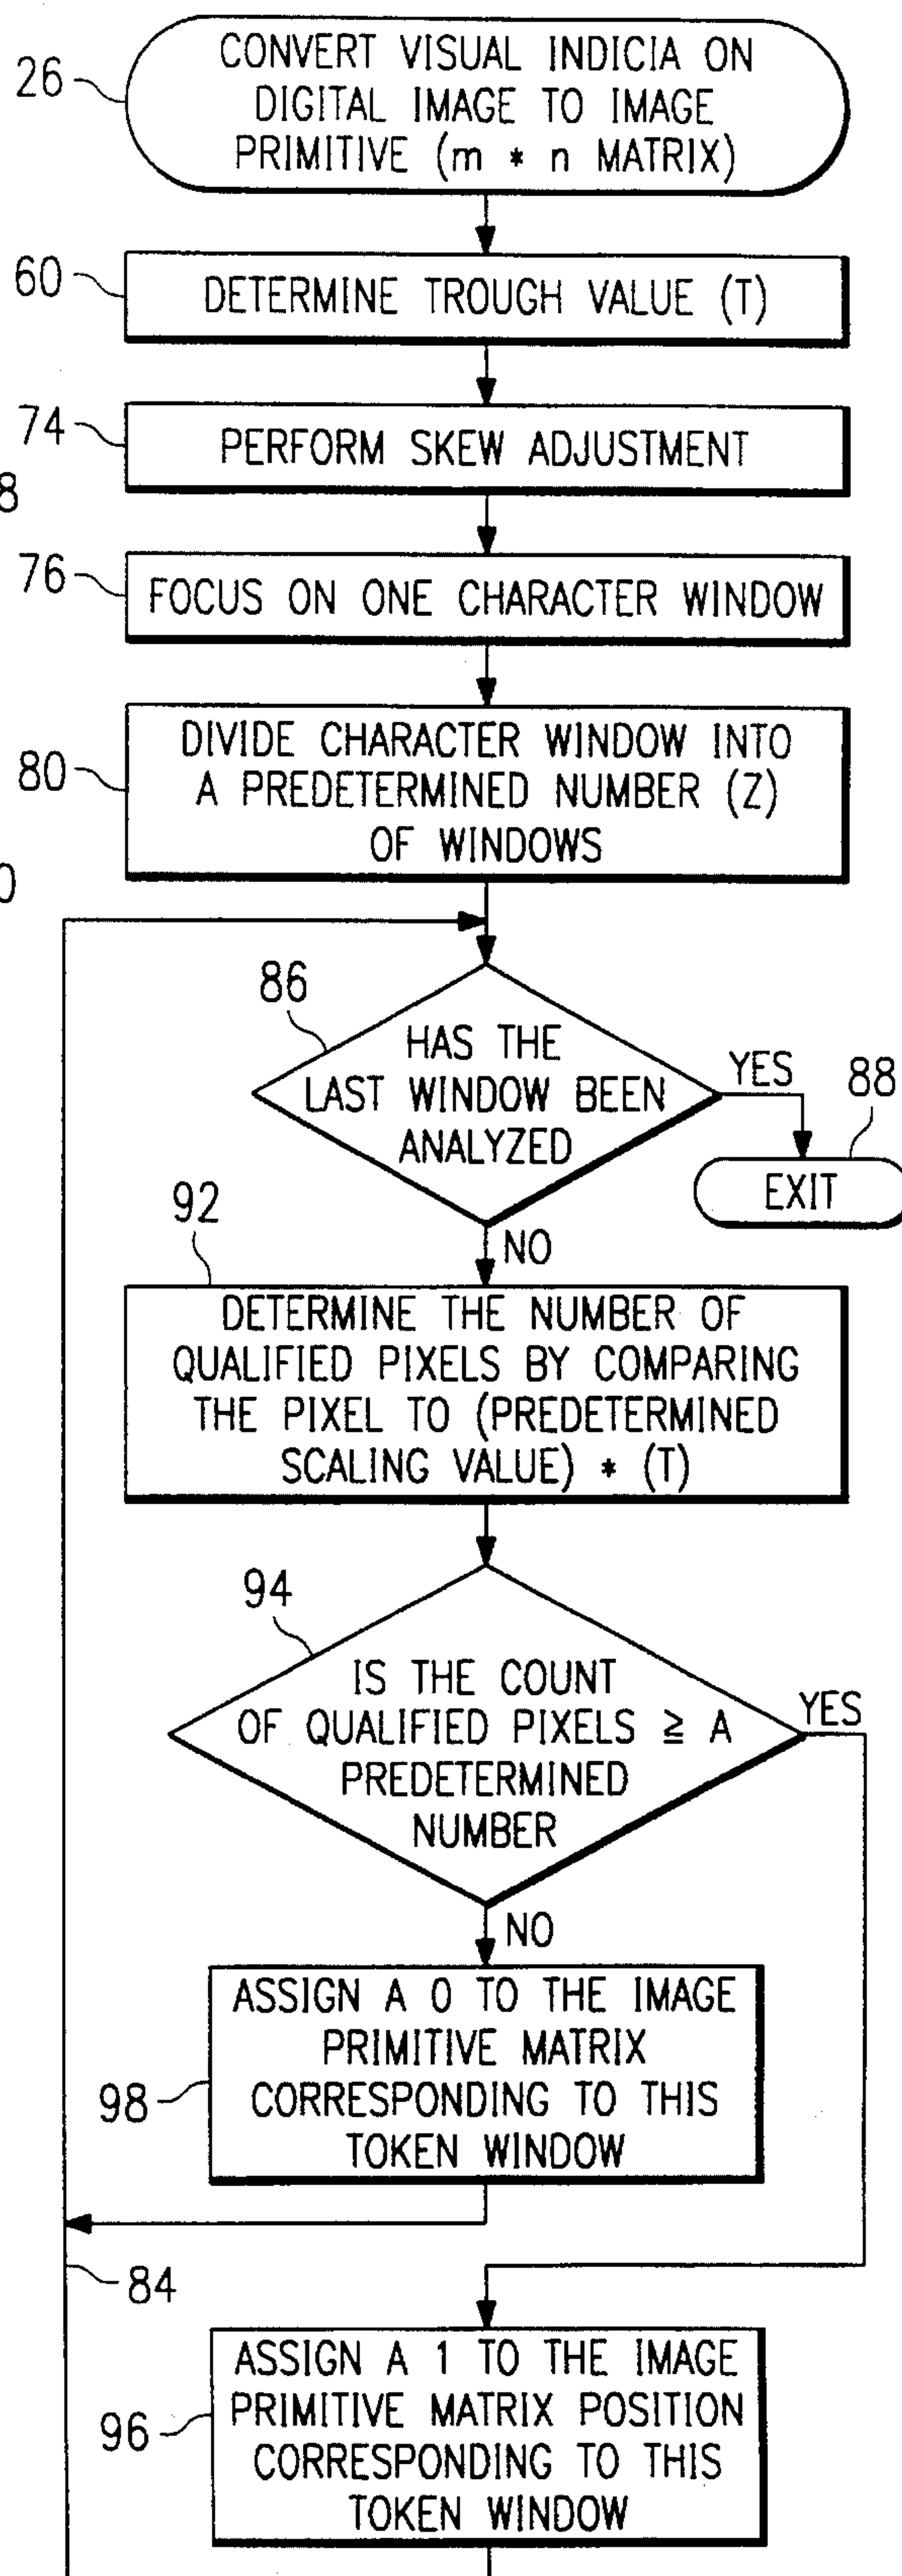 26
CONVERT VISUAL INDICIA ON
DIGITAL IMAGE TO IMAGE
PRIMITIVE (m * n MATRIX)
60
DETERMINE TROUGH VALUE (T)
74
PERFORM SKEW ADJUSTMENT
8
76
FOCUS ON ONE CHARACTER WINDOW
80
DIVIDE CHARACTER WINDOW INTO
A PREDETERMINED NUMBER (Z)
OF WINDOWS
0
86
HAS THE
LAST WINDOW BEEN
ANALYZED
YES
88
EXIT
NO
92
DETERMINE THE NUMBER OF
QUALIFIED PIXELS BY COMPARING
THE PIXEL TO (PREDETERMINED
SCALING VALUE) * (T)
94
IS THE COUNT
OF QUALIFIED PIXELS ≧ A
PREDETERMINED
NUMBER
YES
NO
98
ASSIGN A 0 TO THE IMAGE
PRIMITIVE MATRIX
CORRESPONDING TO THIS
TOKEN WINDOW
84
96
ASSIGN A 1 TO THE IMAGE
PRIMITIVE MATRIX POSITION
CORRESPONDING TO THIS
TOKEN WINDOW